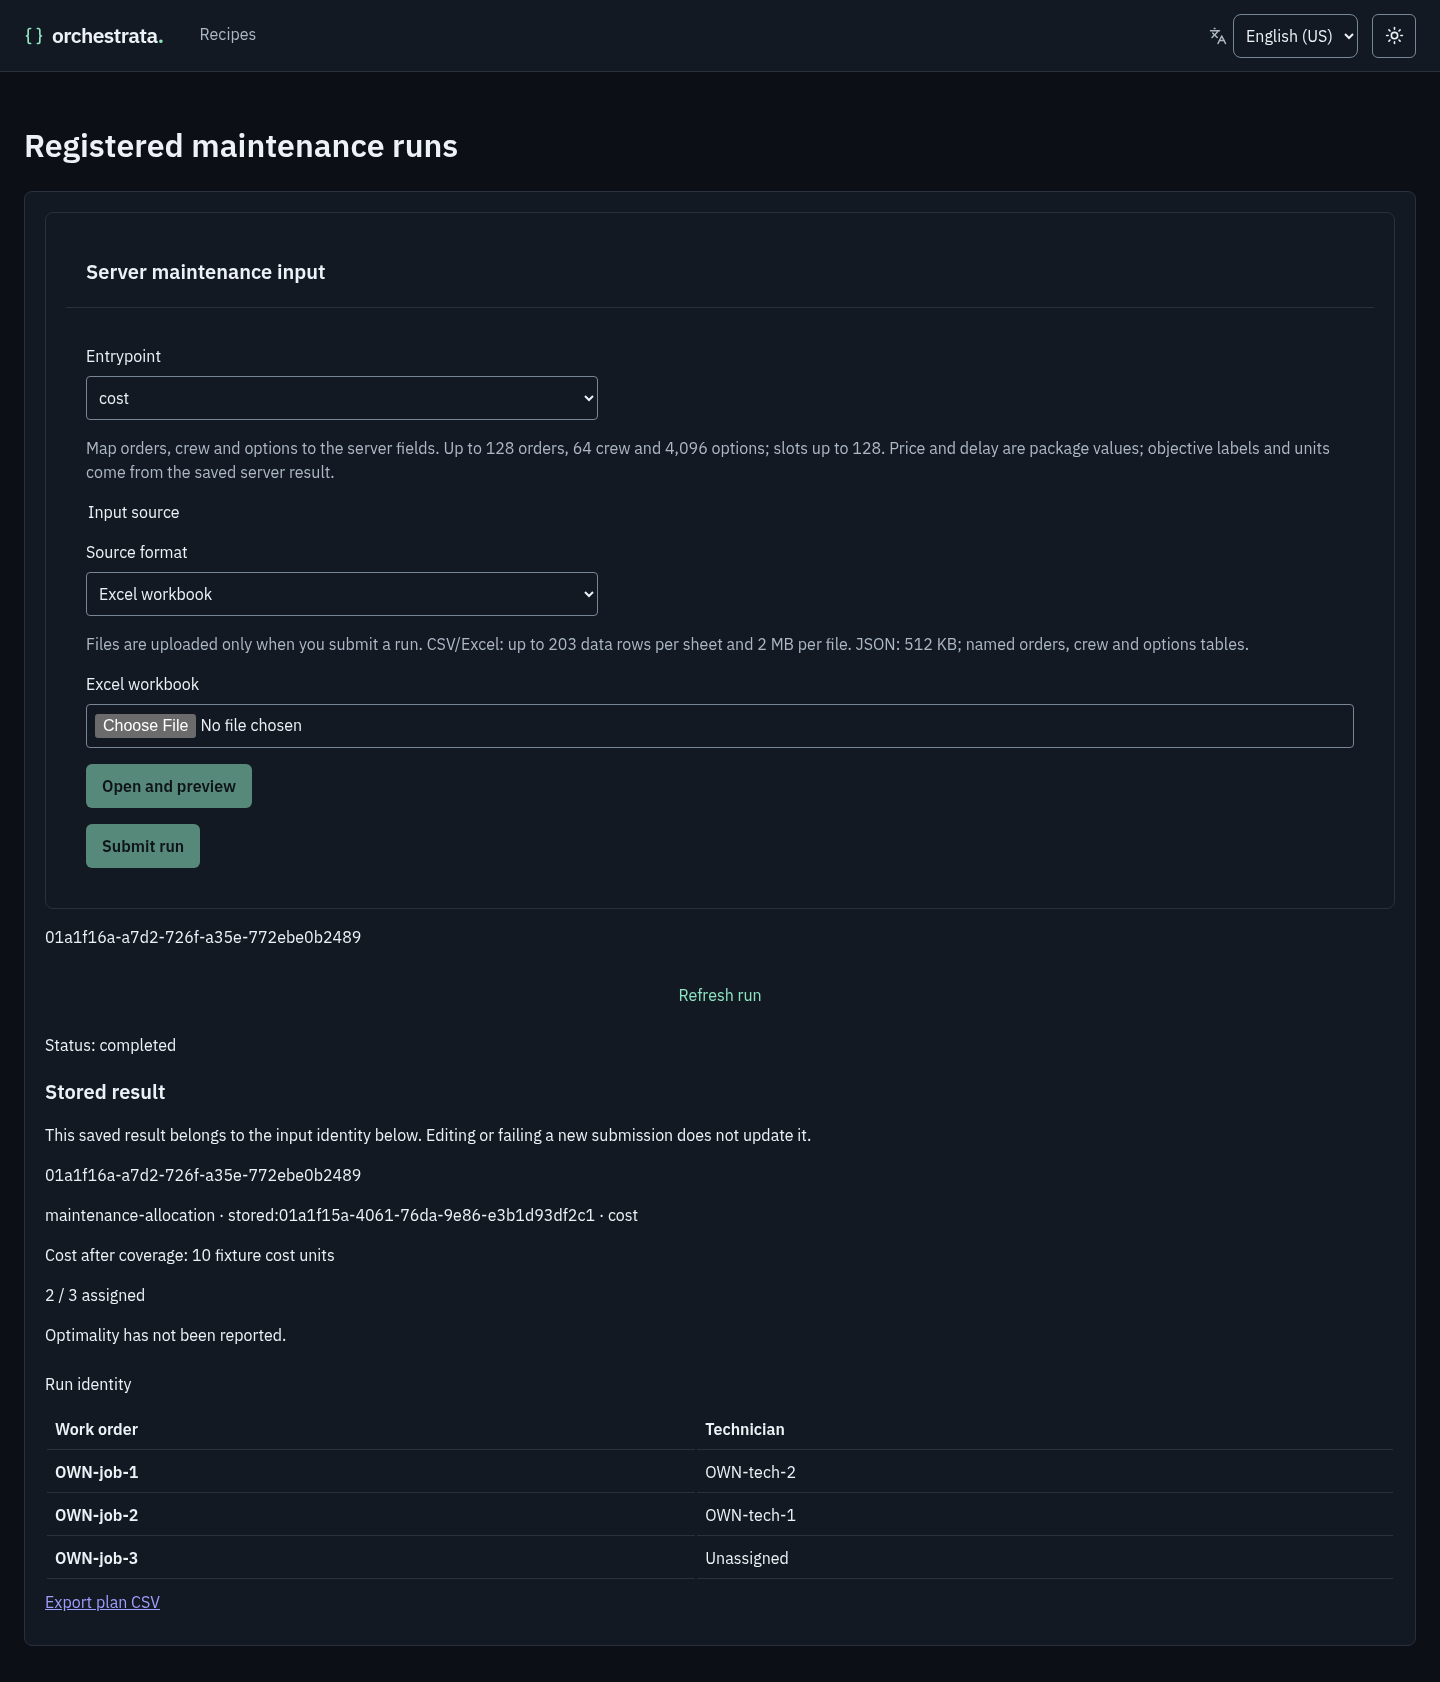 {} orchestrata.
Recipes
English (US)
Registered maintenance runs
Server maintenance input
Entrypoint
cost
Map orders, crew and options to the server fields. Up to 128 orders, 64 crew and 4,096 options; slots up to 128. Price and delay are package values; objective labels and units
come from the saved server result.
Input source
Source format
Excel workbook
Files are uploaded only when you submit a run. CSV/Excel: up to 203 data rows per sheet and 2 MB per file. JSON: 512 KB; named orders, crew and options tables.
Excel workbook
Choose File No file chosen
Open and preview
Submit run
01a1f16a-a7d2-726f-a35e-772ebe0b2489
Refresh run
Status: completed
Stored result
This saved result belongs to the input identity below. Editing or failing a new submission does not update it.
01a1f16a-a7d2-726f-a35e-772ebe0b2489
maintenance-allocation · stored:01a1f15a-4061-76da-9e86-e3b1d93df2c1 · cost
Cost after coverage: 10 fixture cost units
2 / 3 assigned
Optimality has not been reported.
Run identity
Work order Technician
OWN-job-1 OWN-tech-2
OWN-job-2 OWN-tech-1
OWN-job-3 Unassigned
Export plan CSV